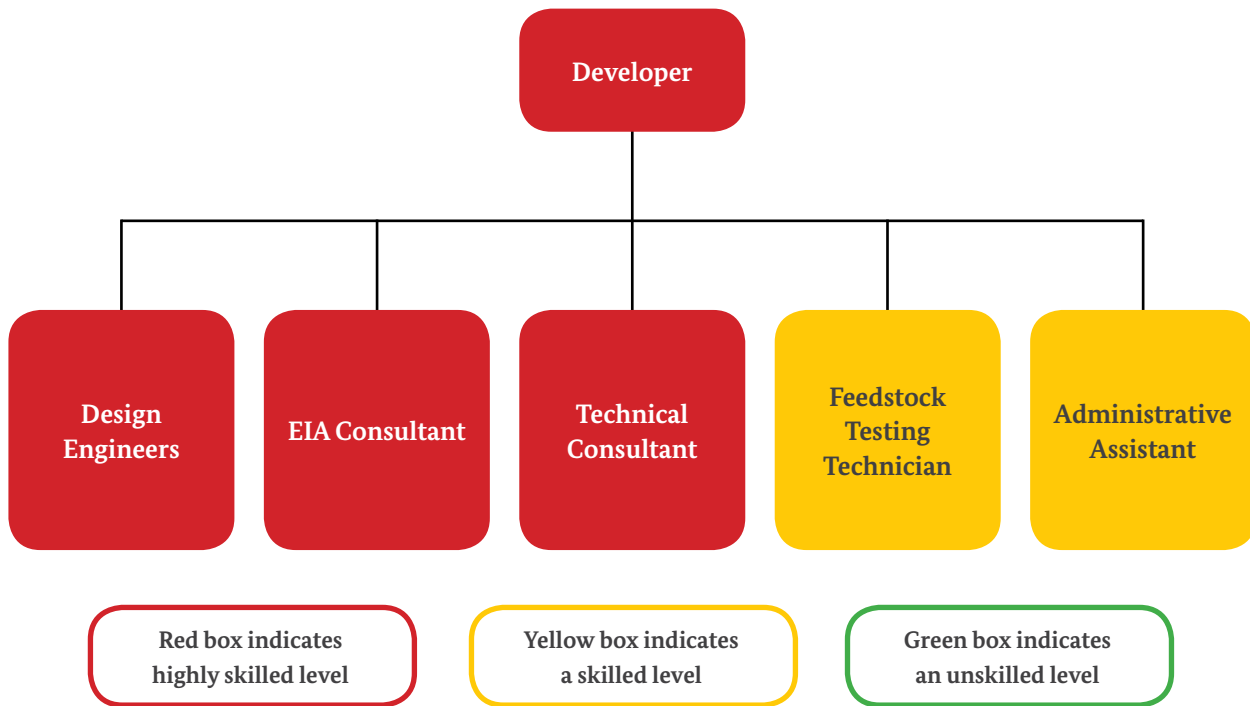 Developer
Design
Engineers
EIA Consultant
Technical
Consultant
Feedstock
Testing
Technician
Administrative
Assistant
Red box indicates
highly skilled level
Yellow box indicates
a skilled level
Green box indicates
an unskilled level